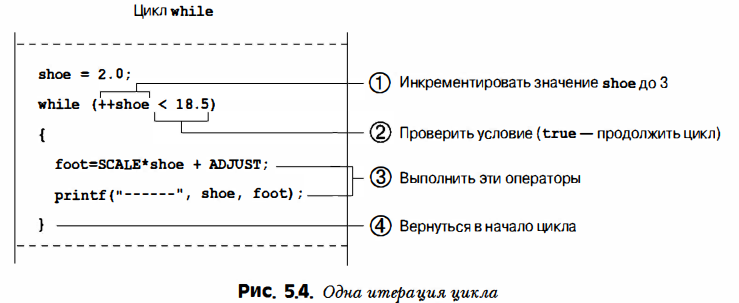 Цикл while
shoe = 2.0;
while (++shoe < 18.5)
① Инкрементировать значение shoe до 3
{
② Проверить условие (true — продолжить цикл)
foot=SCALE*shoe + ADJUST;
printf("------", shoe, foot);
③ Выполнить эти операторы
}
④ Вернуться в начало цикла
Рис. 5.4. Одна итерация цикла